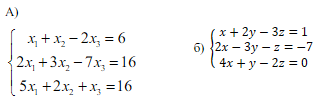 А)
x₁ + x₂ − 2x₃ = 6
2x₁ + 3x₂ − 7x₃ = 16
5x₁ + 2x₂ + x₃ = 16
б)
x + 2y − 3z = 1
2x − 3y − z = −7
4x + y − 2z = 0